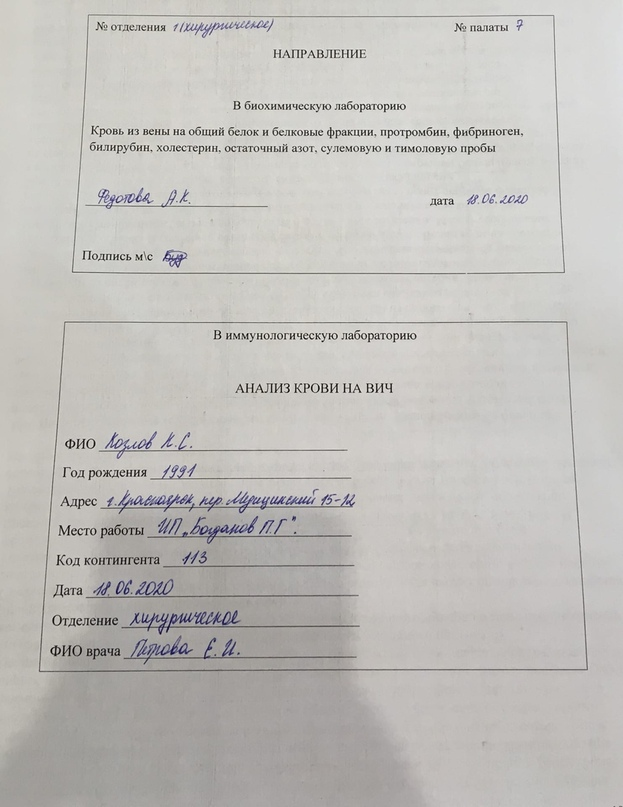 № отделения 1(хирургическое) № палаты 7
НАПРАВЛЕНИЕ
В биохимическую лабораторию
Кровь из вены на общий белок и белковые фракции, протромбин, фибриноген,
билирубин, холестерин, остаточный азот, сулемовую и тимоловую пробы
Федотова А.К. дата 18.06.2020
Подпись м\с
В иммунологическую лабораторию
АНАЛИЗ КРОВИ НА ВИЧ
ФИО Козлов К.С.
Год рождения 1991
Адрес г.Красноярск, пер. Медицинский 15-12
Место работы ИП „Богданов П.Г".
Код контингента 113
Дата 18.06.2020
Отделение хирургическое
ФИО врача Петрова Е.И.